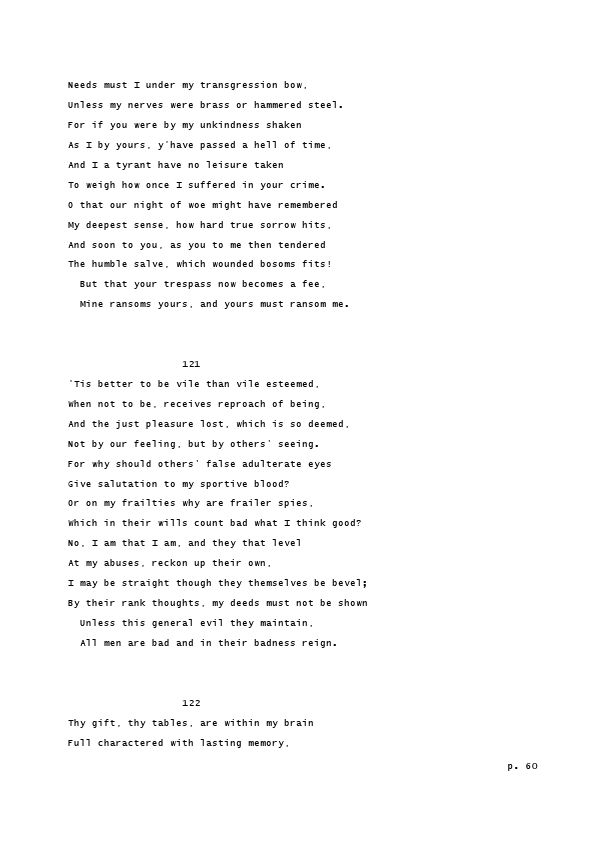 Needs must I under my transgression bow,
Unless my nerves were brass or hammered steel.
For if you were by my unkindness shaken
As I by yours, y'have passed a hell of time,
And I a tyrant have no leisure taken
To weigh how once I suffered in your crime.
O that our night of woe might have remembered
My deepest sense, how hard true sorrow hits,
And soon to you, as you to me then tendered
The humble salve, which wounded bosoms fits!
  But that your trespass now becomes a fee,
  Mine ransoms yours, and yours must ransom me.
121
'Tis better to be vile than vile esteemed,
When not to be, receives reproach of being,
And the just pleasure lost, which is so deemed,
Not by our feeling, but by others' seeing.
For why should others' false adulterate eyes
Give salutation to my sportive blood?
Or on my frailties why are frailer spies,
Which in their wills count bad what I think good?
No, I am that I am, and they that level
At my abuses, reckon up their own,
I may be straight though they themselves be bevel;
By their rank thoughts, my deeds must not be shown
  Unless this general evil they maintain,
  All men are bad and in their badness reign.
122
Thy gift, thy tables, are within my brain
Full charactered with lasting memory,
p. 60